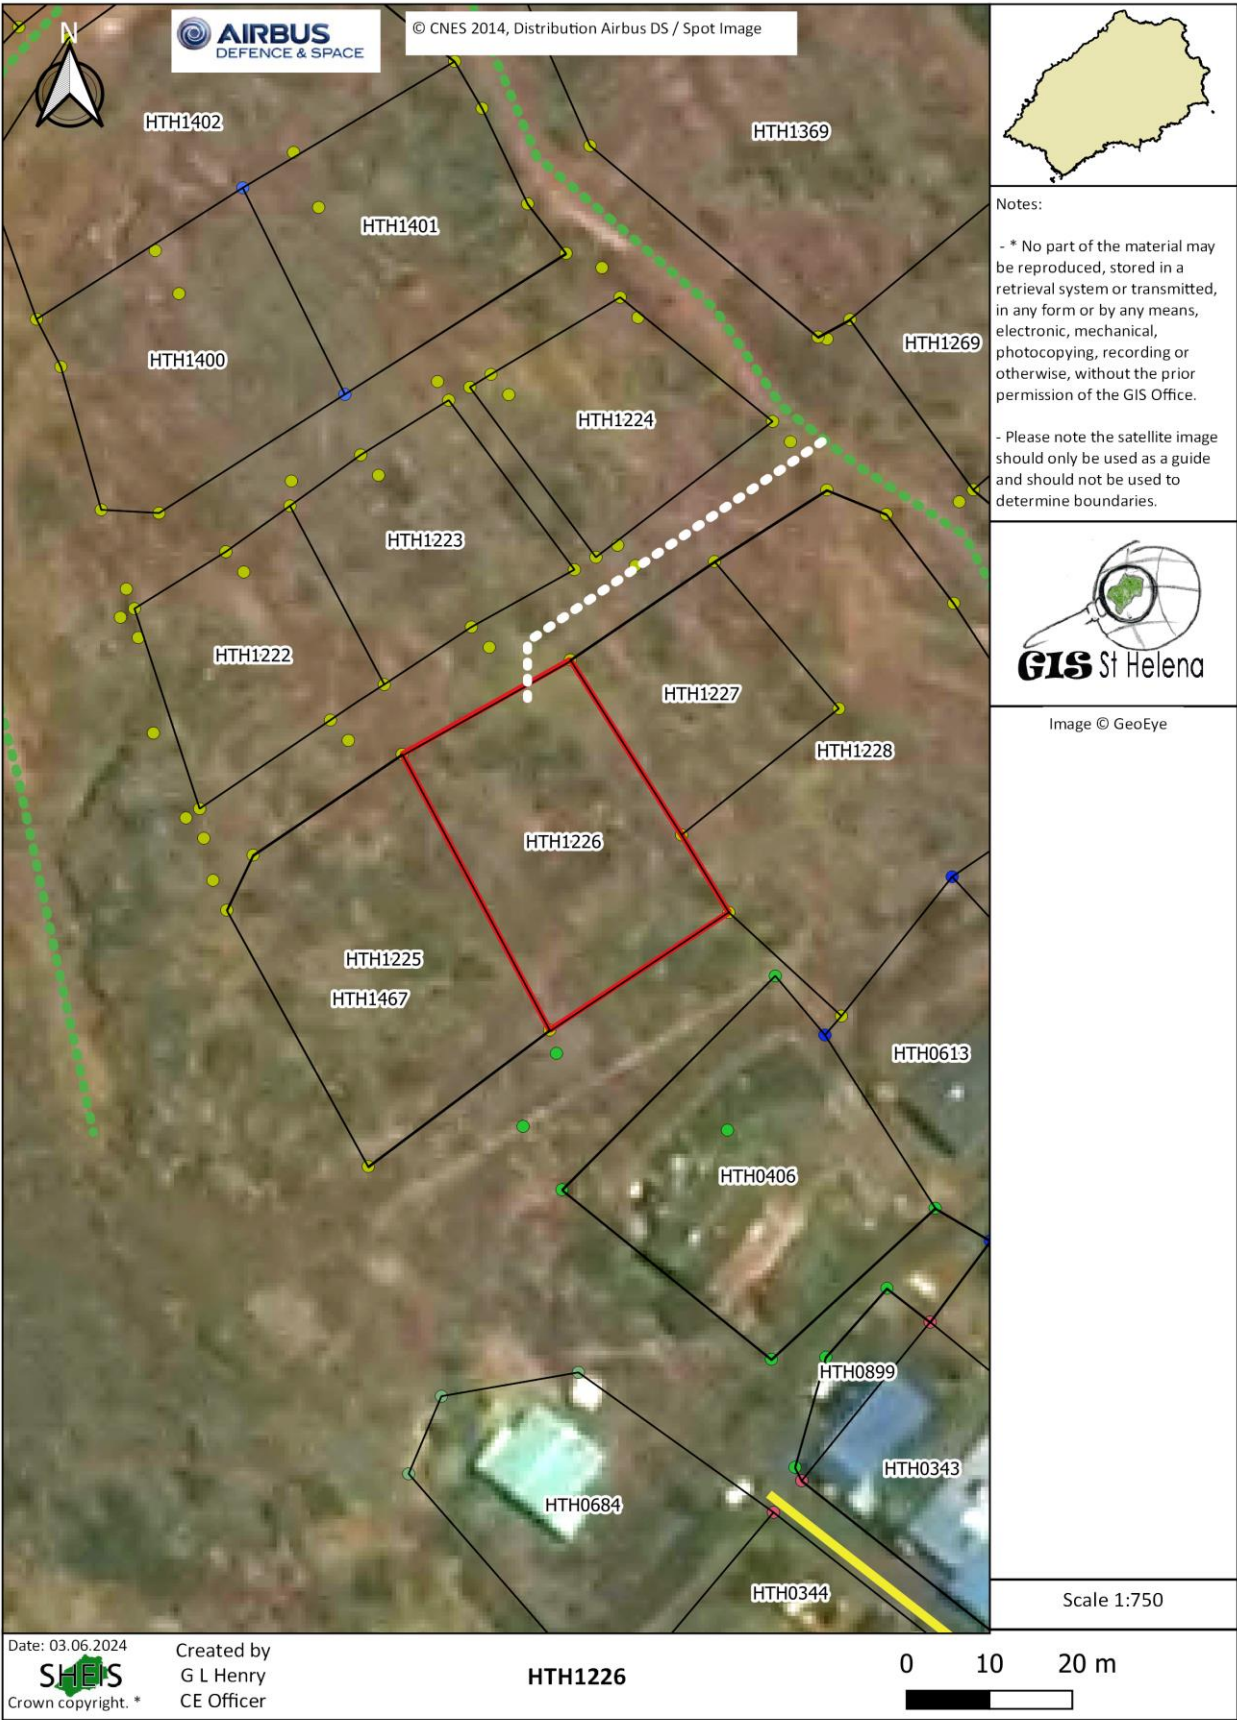 N
AIRBUS
DEFENCE & SPACE
© CNES 2014, Distribution Airbus DS / Spot Image
HTH1402
HTH1369
HTH1401
HTH1400
HTH1269
HTH1224
HTH1223
HTH1222
HTH1227
HTH1228
HTH1226
HTH1225
HTH1467
HTH0613
HTH0406
HTH0899
HTH0343
HTH0684
HTH0344
Notes:
- * No part of the material may
be reproduced, stored in a
retrieval system or transmitted,
in any form or by any means,
electronic, mechanical,
photocopying, recording or
otherwise, without the prior
permission of the GIS Office.
- Please note the satellite image
should only be used as a guide
and should not be used to
determine boundaries.
GIS St Helena
Image © GeoEye
Scale 1:750
Date: 03.06.2024
SHEIS
Crown copyright. *
Created by
G L Henry
CE Officer
HTH1226
0 10 20 m